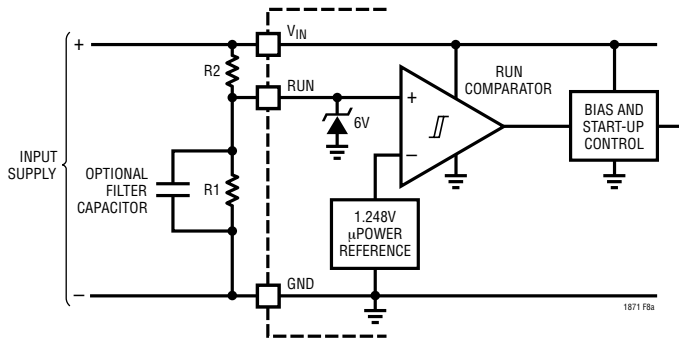 +
VIN
R2
RUN
6V
+
−
RUN
COMPARATOR
BIAS AND
START-UP
CONTROL
INPUT
SUPPLY
OPTIONAL
FILTER
CAPACITOR
R1
1.248V
µPOWER
REFERENCE
−
GND
1871 F8a